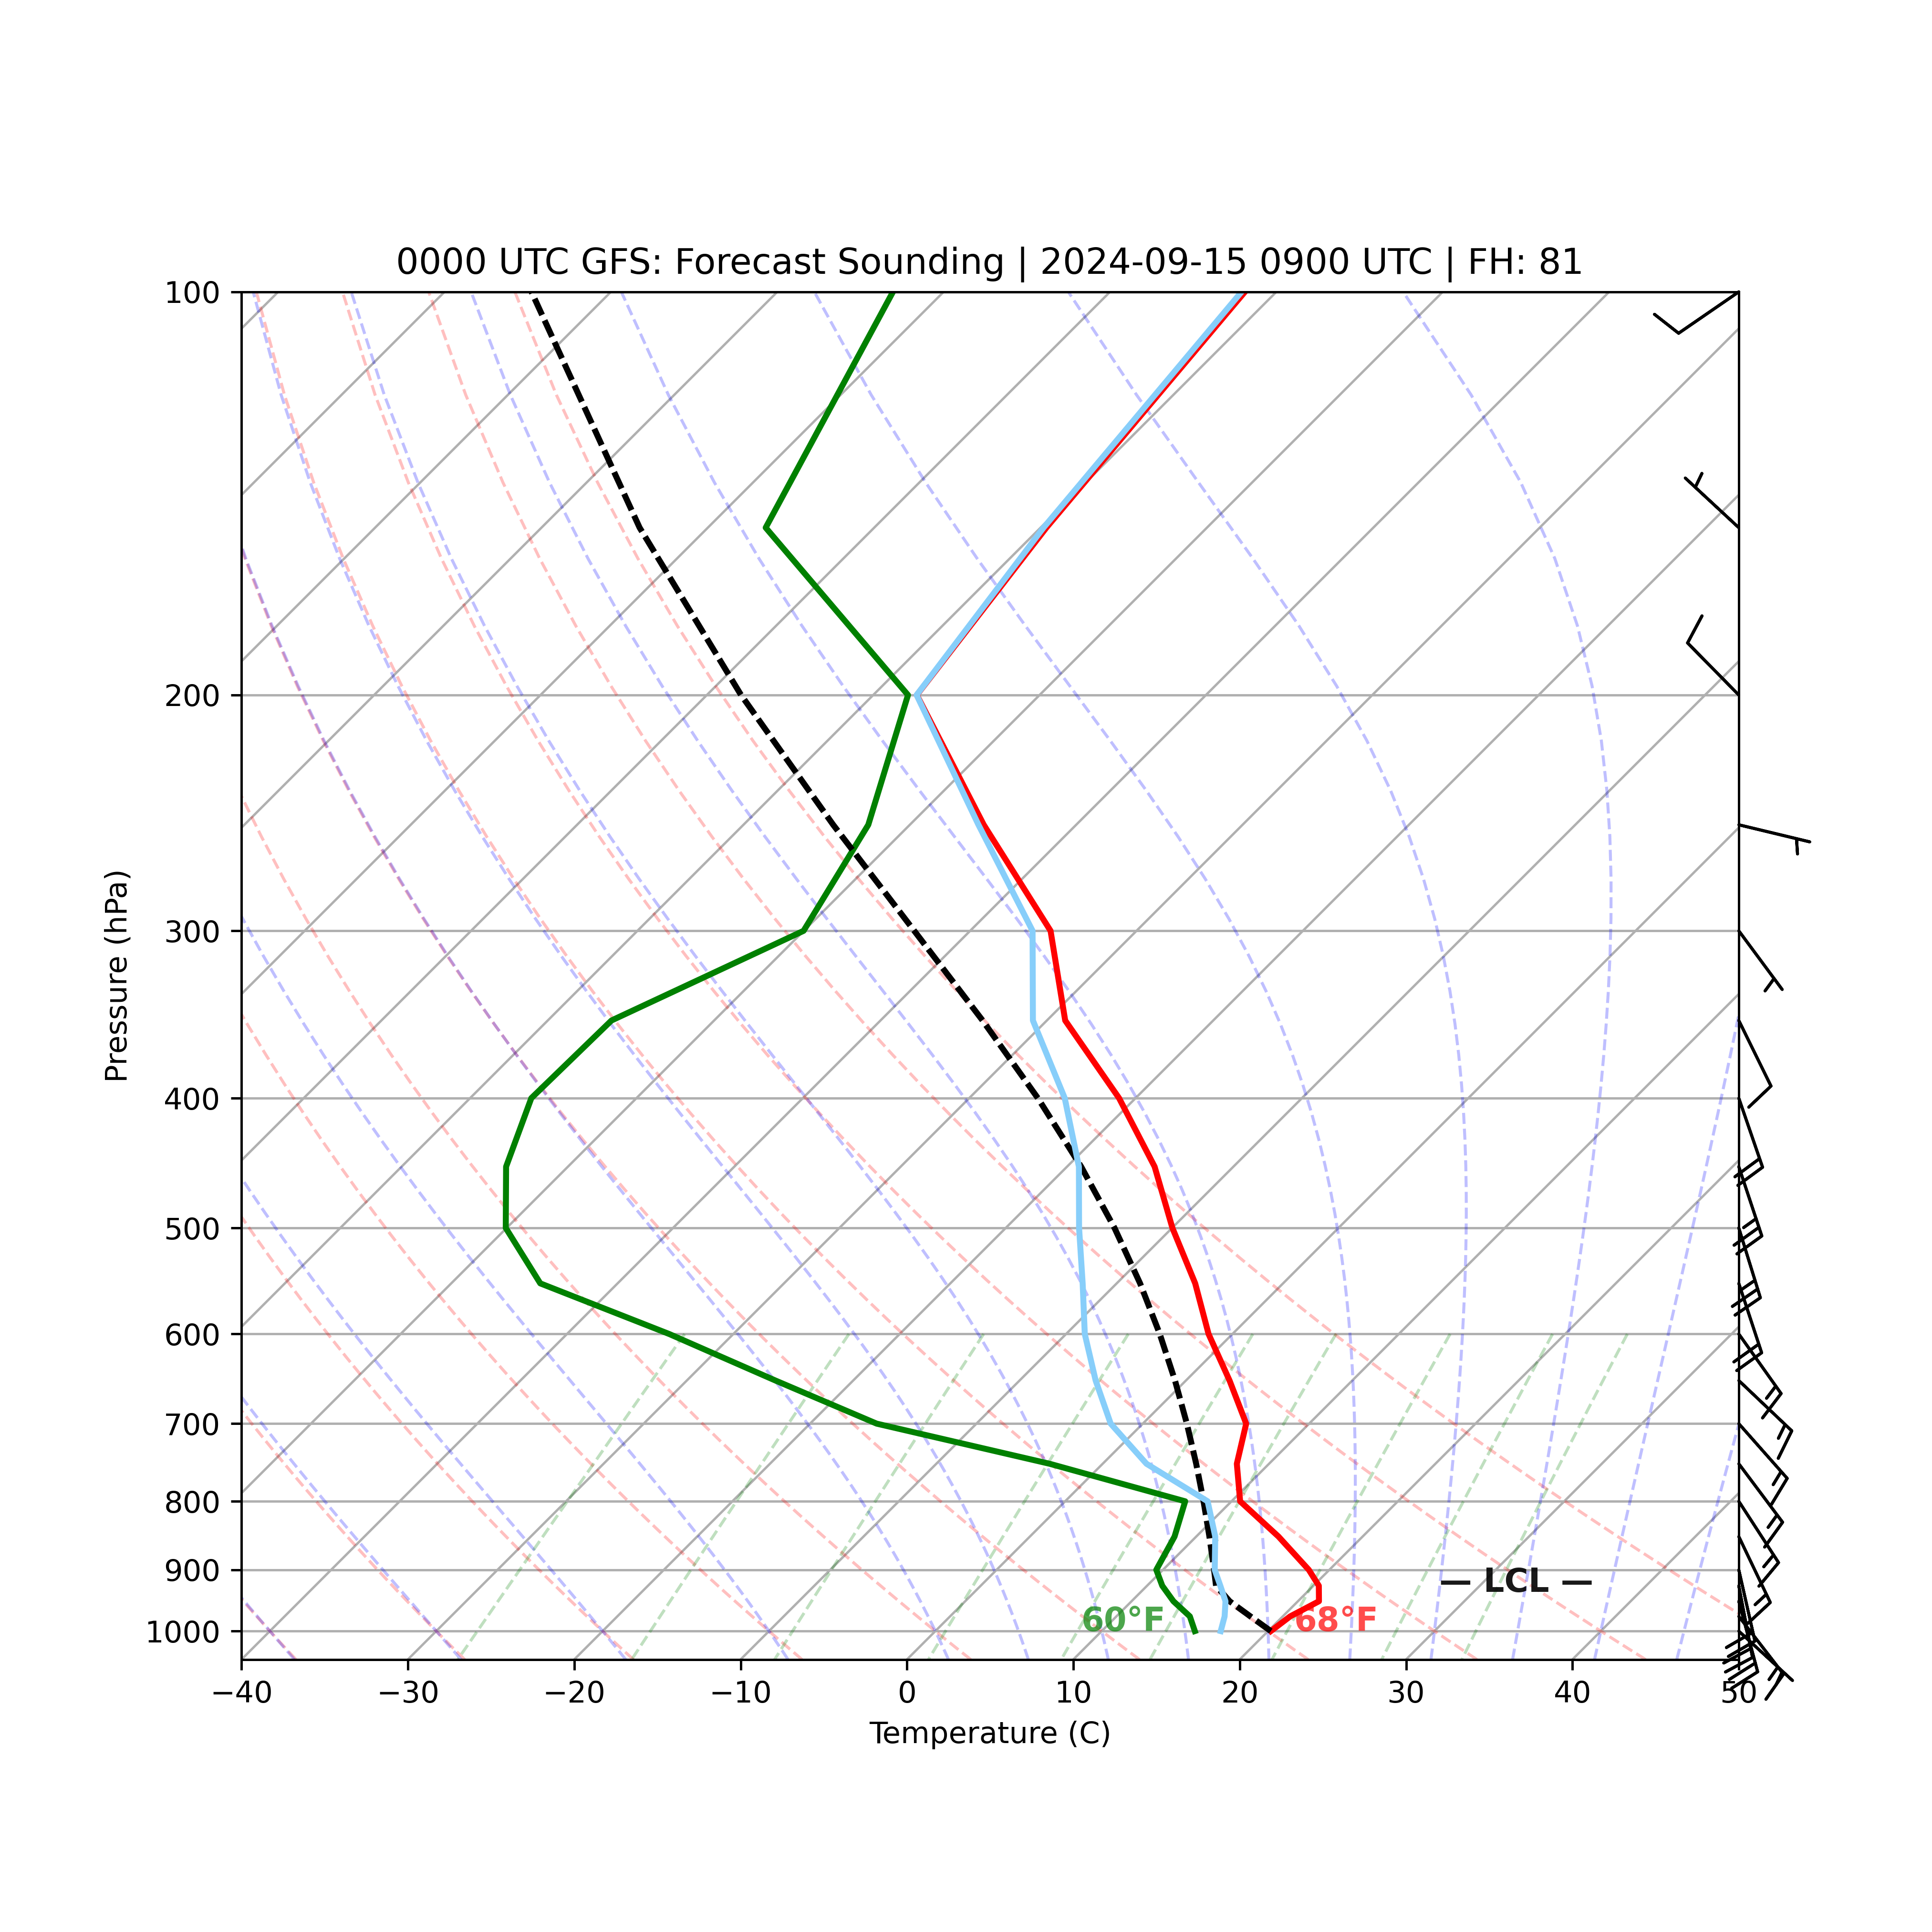 0000 UTC GFS: Forecast Sounding | 2024-09-15 0900 UTC | FH: 81
100
200
300
400
500
600
700
800
900
1000
Pressure (hPa)
— LCL —
60°F
68°F
−40 −30 −20 −10 0 10 20 30 40 50
Temperature (C)